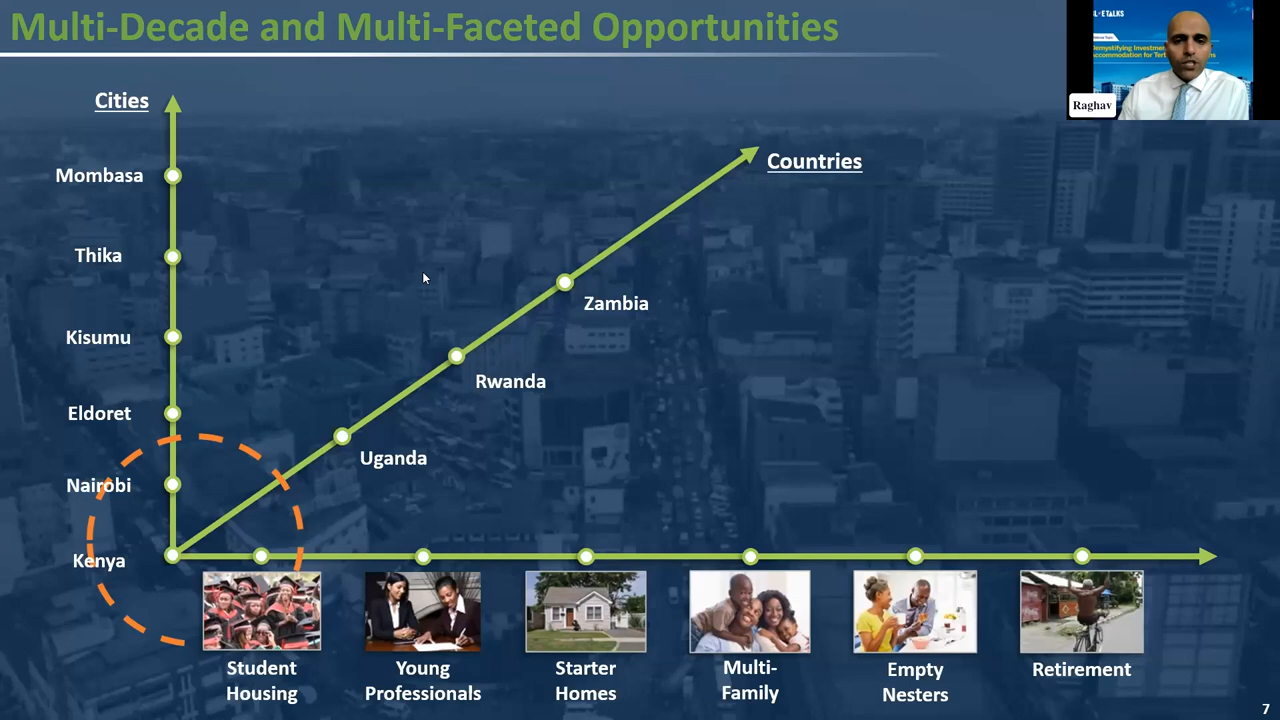 Multi-Decade and Multi-Faceted Opportunities
Raghav
Cities
Mombasa
Thika
Kisumu
Eldoret
Nairobi
Kenya
Countries
Zambia
Rwanda
Uganda
Student
Housing
Young
Professionals
Starter
Homes
Multi-
Family
Empty
Nesters
Retirement
7